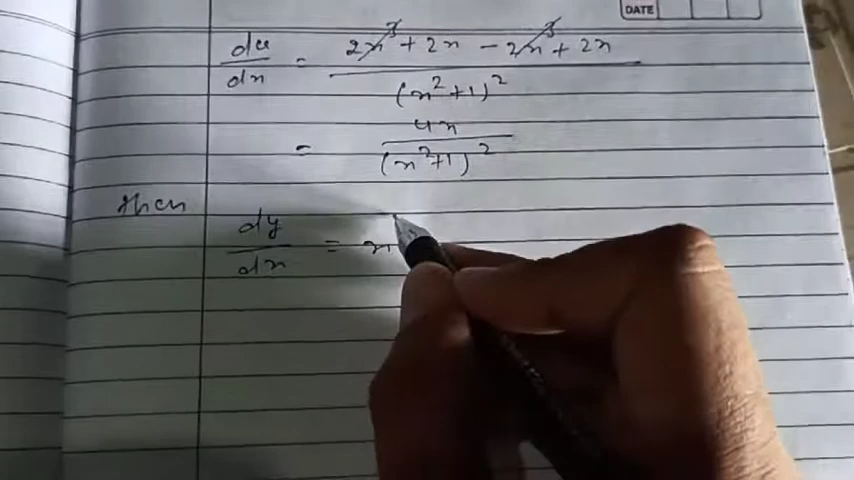 DATE
du/dx = (2x³ + 2x - 2x³ + 2x)/(x² + 1)²
= 4x/(x² + 1)²
then
dy/dx = x